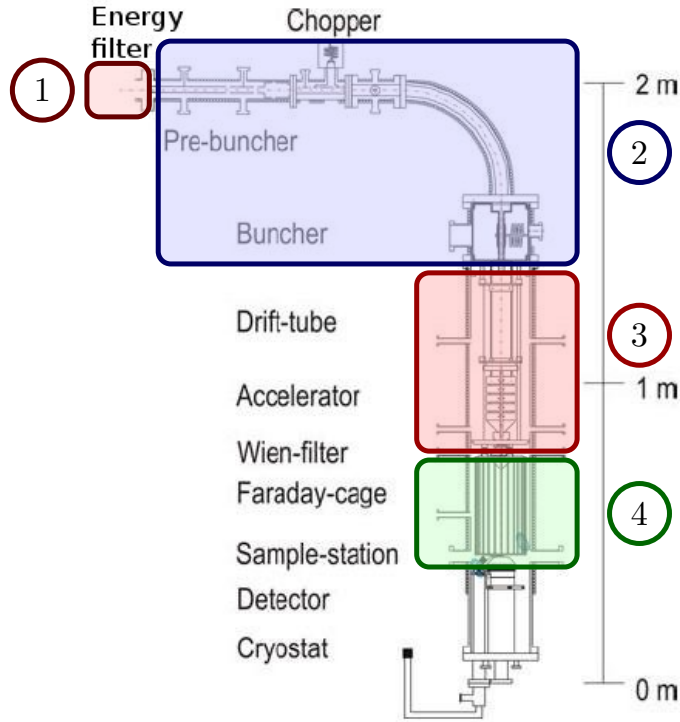 Energy
filter
Chopper
1
2 m
Pre-buncher
2
Buncher
Drift-tube
3
1 m
Accelerator
Wien-filter
Faraday-cage
4
Sample-station
Detector
Cryostat
0 m